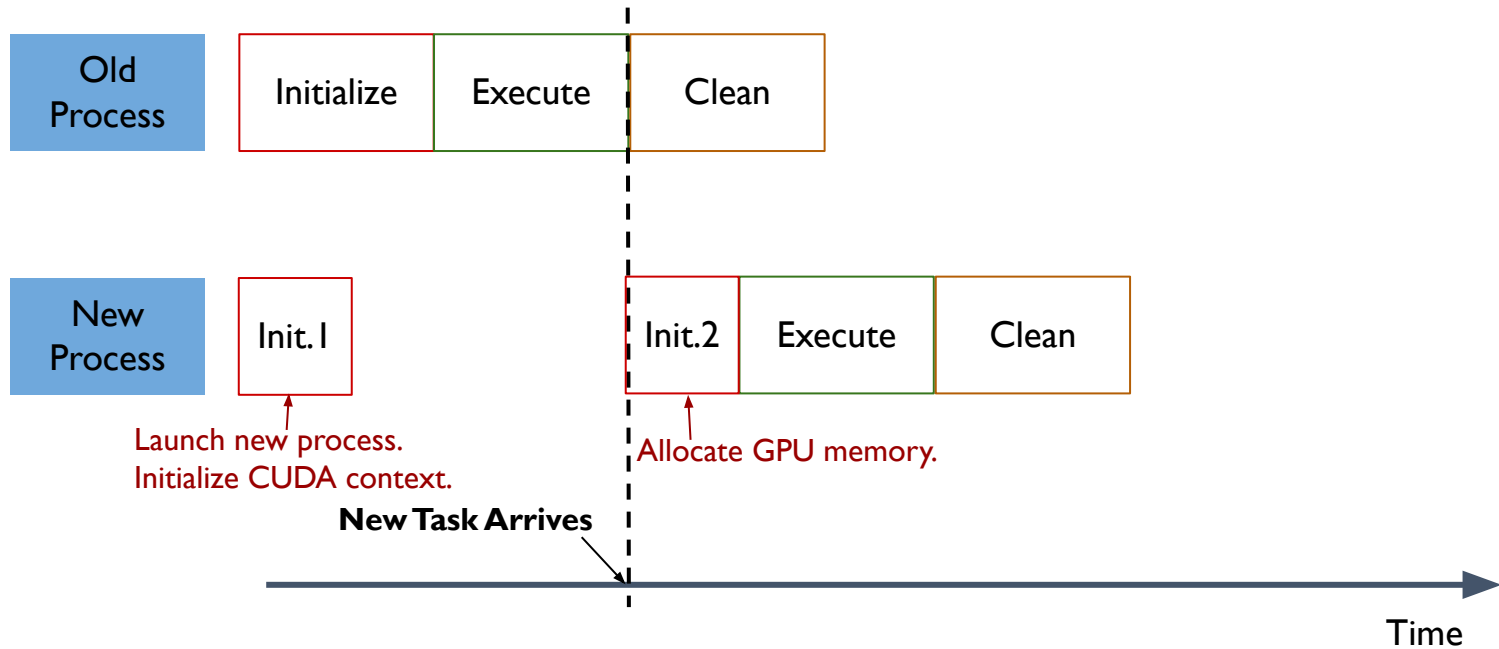 Old
Process
Initialize
Execute
Clean
New
Process
Init.1
Init.2
Execute
Clean
Launch new process.
Initialize CUDA context.
Allocate GPU memory.
New Task Arrives
Time